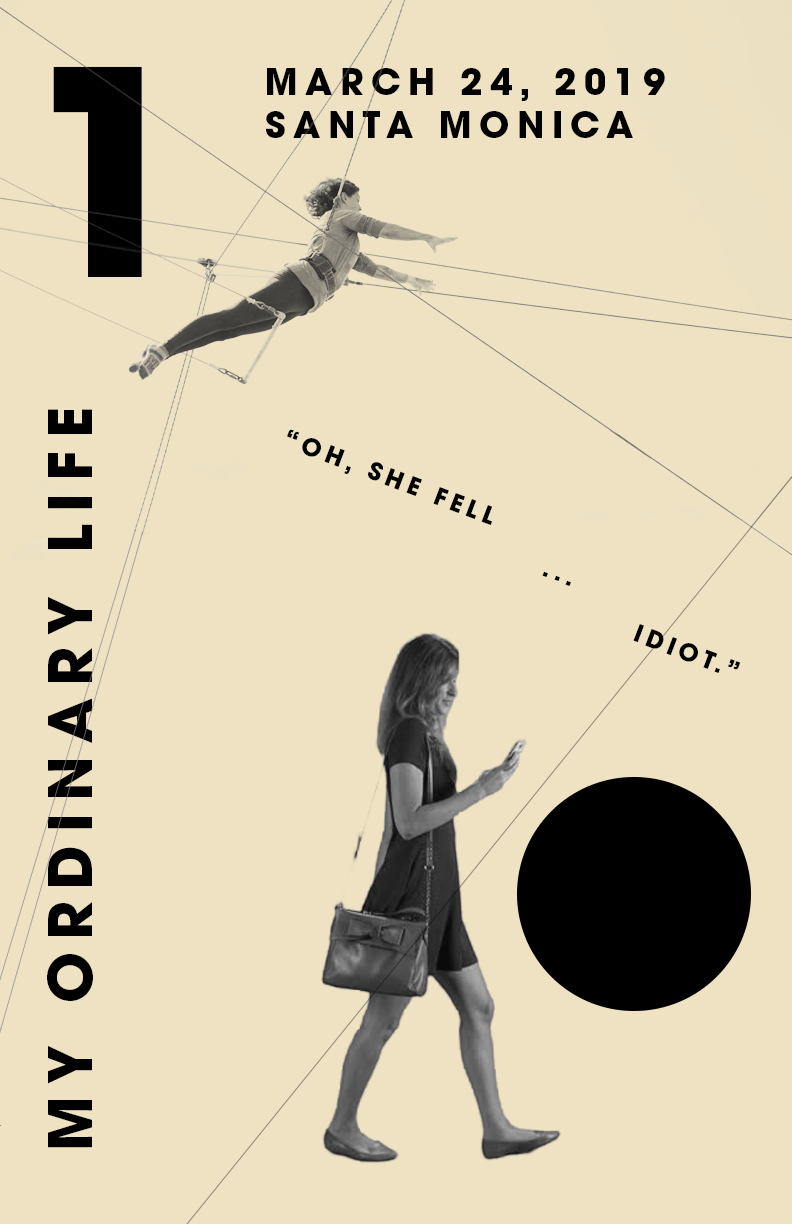 1
MARCH 24, 2019
SANTA MONICA
MY ORDINARY LIFE
“OH, SHE FELL
...
IDIOT.”